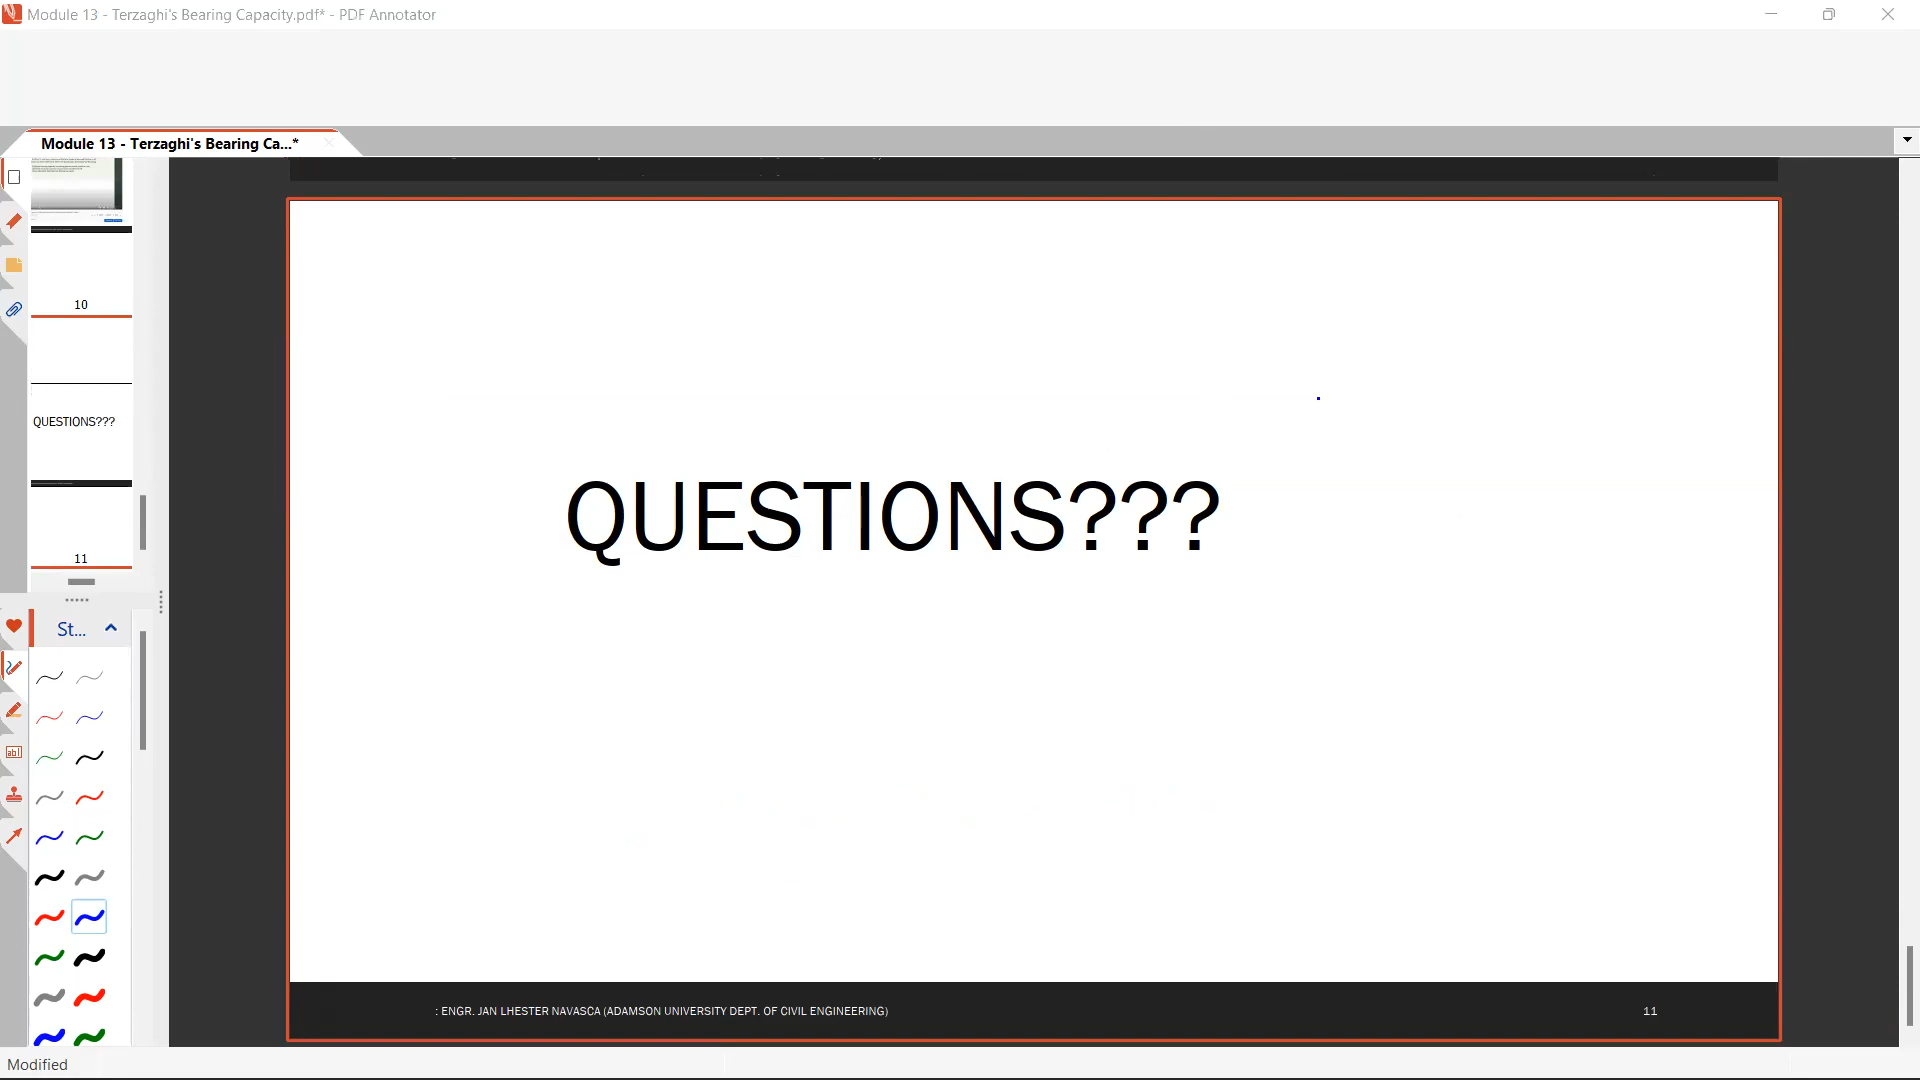 Module 13 - Terzaghi's Bearing Capacity.pdf* - PDF Annotator
Module 13 - Terzaghi's Bearing Ca...*
10
QUESTIONS???
11
St...
abI
QUESTIONS???
: ENGR. JAN LHESTER NAVASCA (ADAMSON UNIVERSITY DEPT. OF CIVIL ENGINEERING)
11
Modified